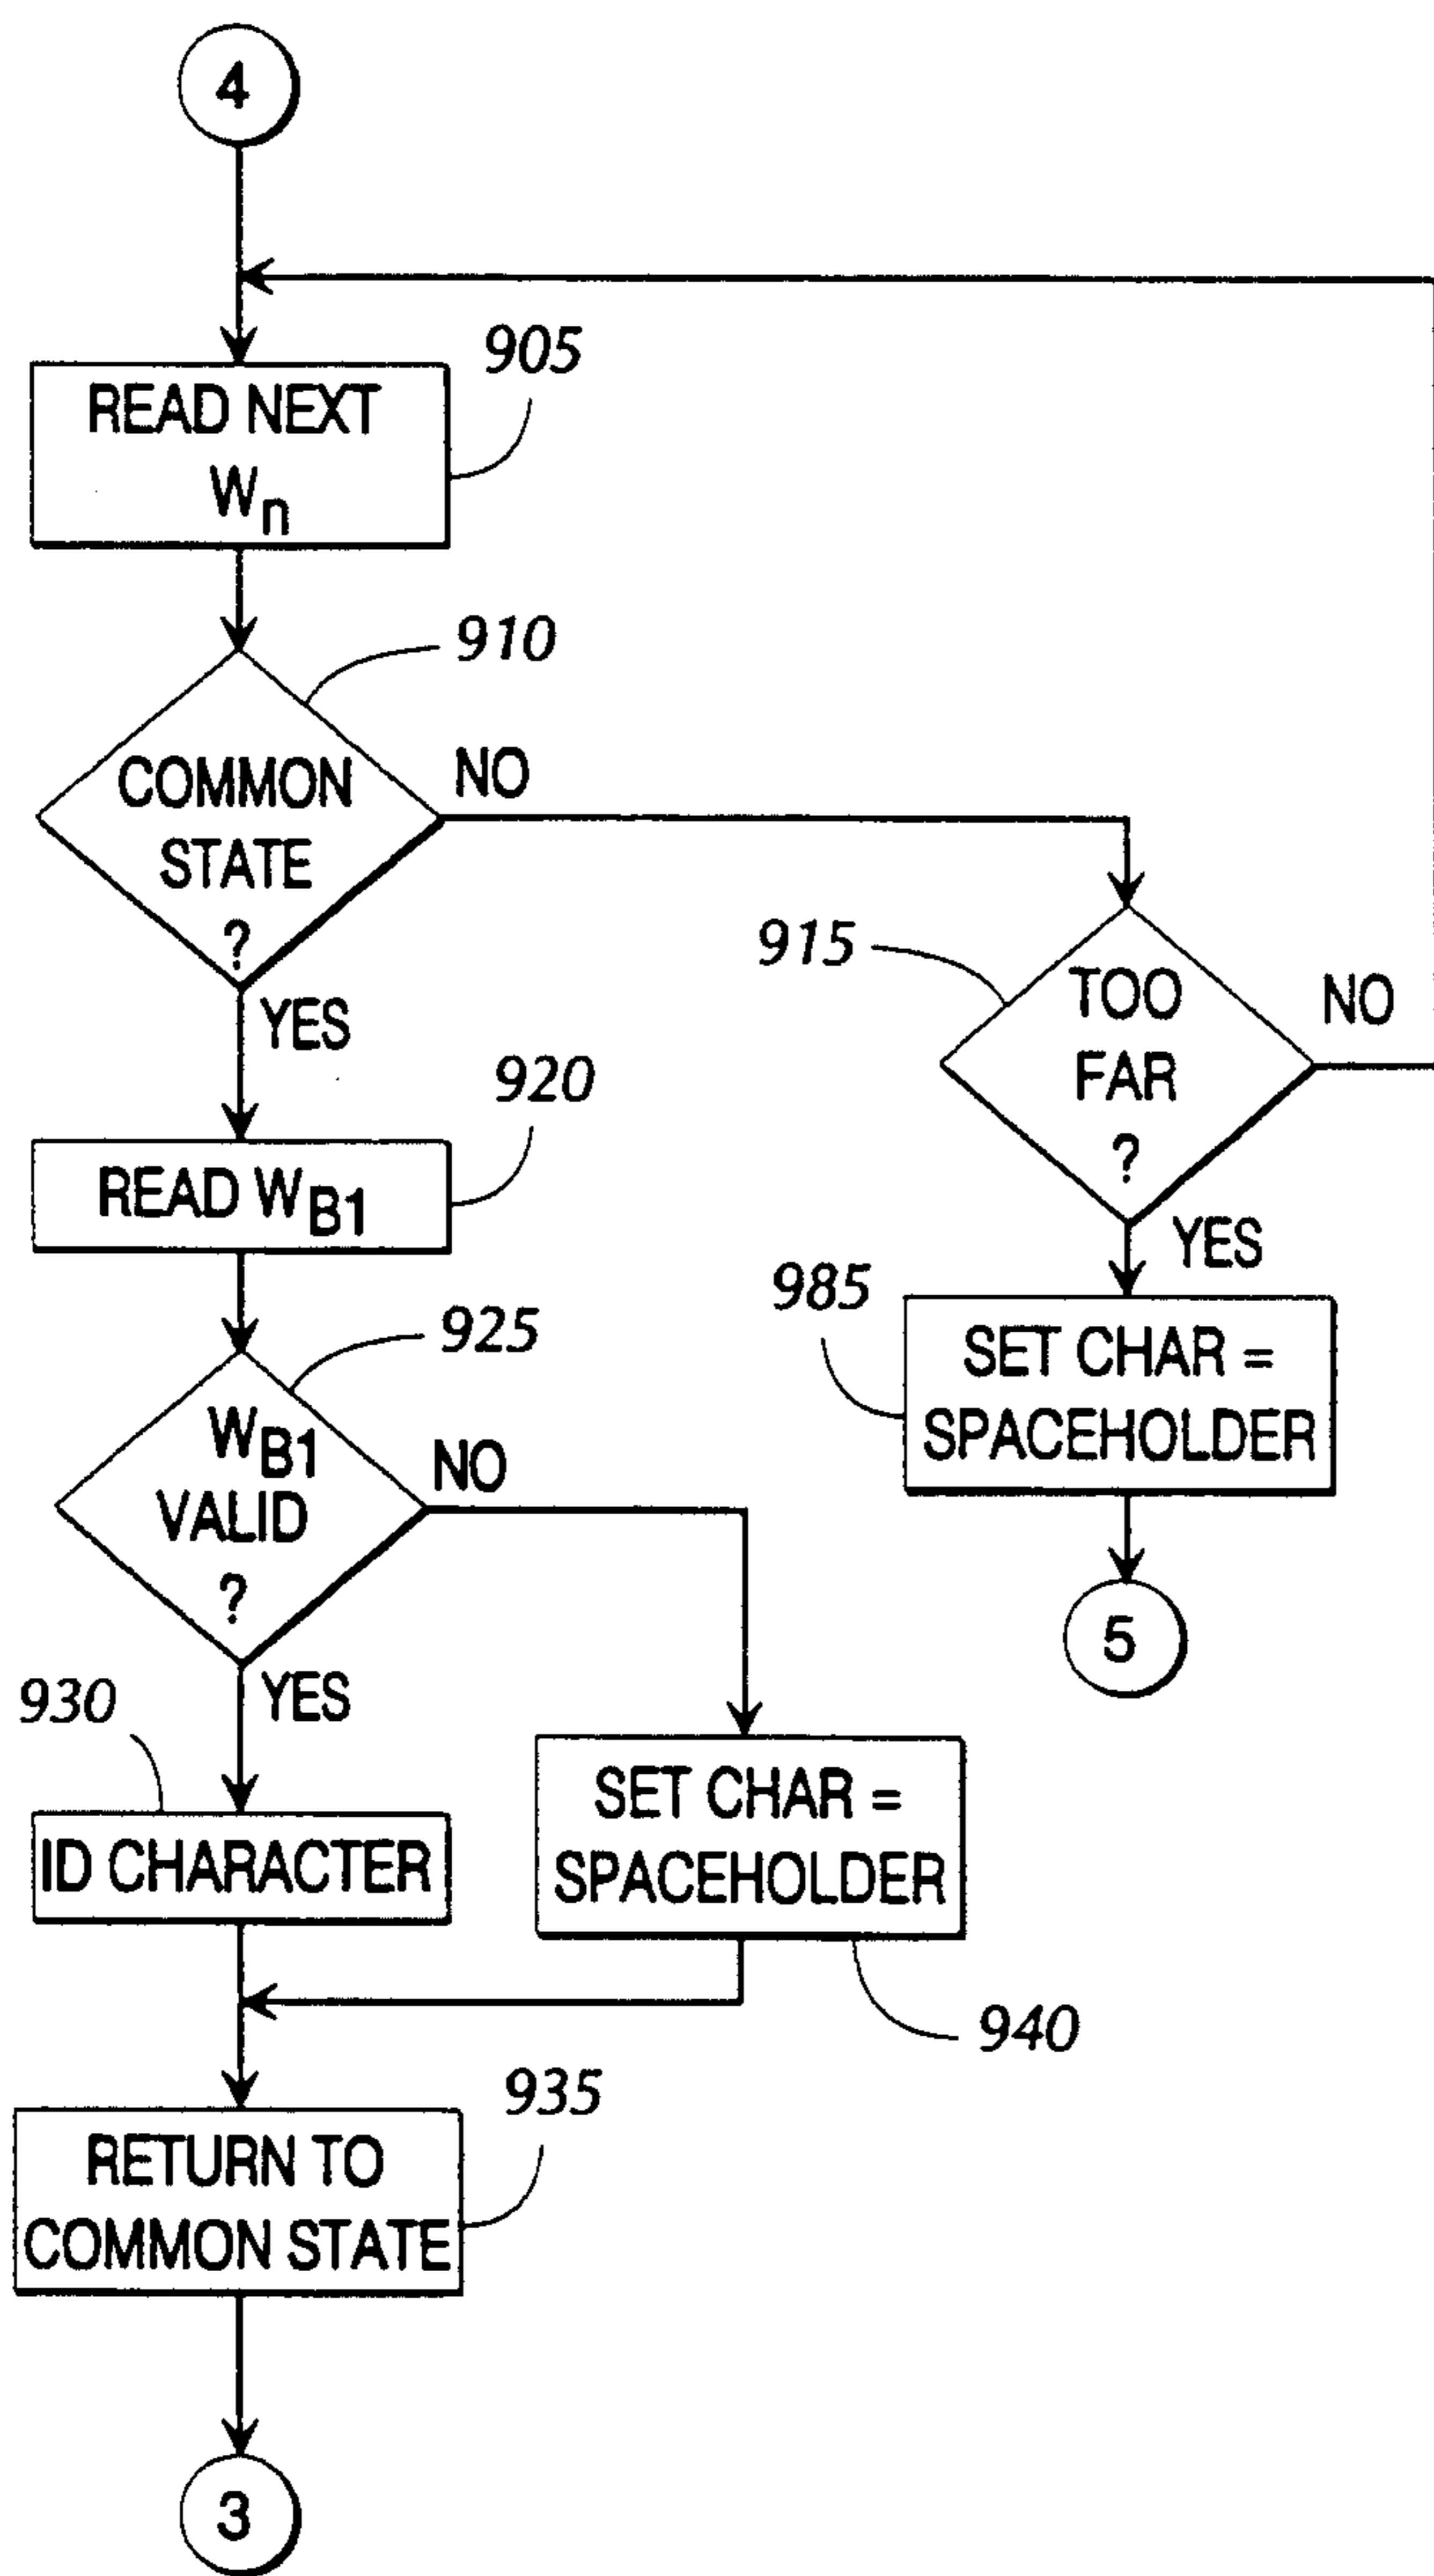 4
905
READ NEXT
Wn
910
COMMON
STATE
?
NO
YES
915
TOO
FAR
?
NO
YES
920
READ WB1
985
SET CHAR =
SPACEHOLDER
5
925
WB1
VALID
?
NO
YES
930
ID CHARACTER
SET CHAR =
SPACEHOLDER
940
935
RETURN TO
COMMON STATE
3